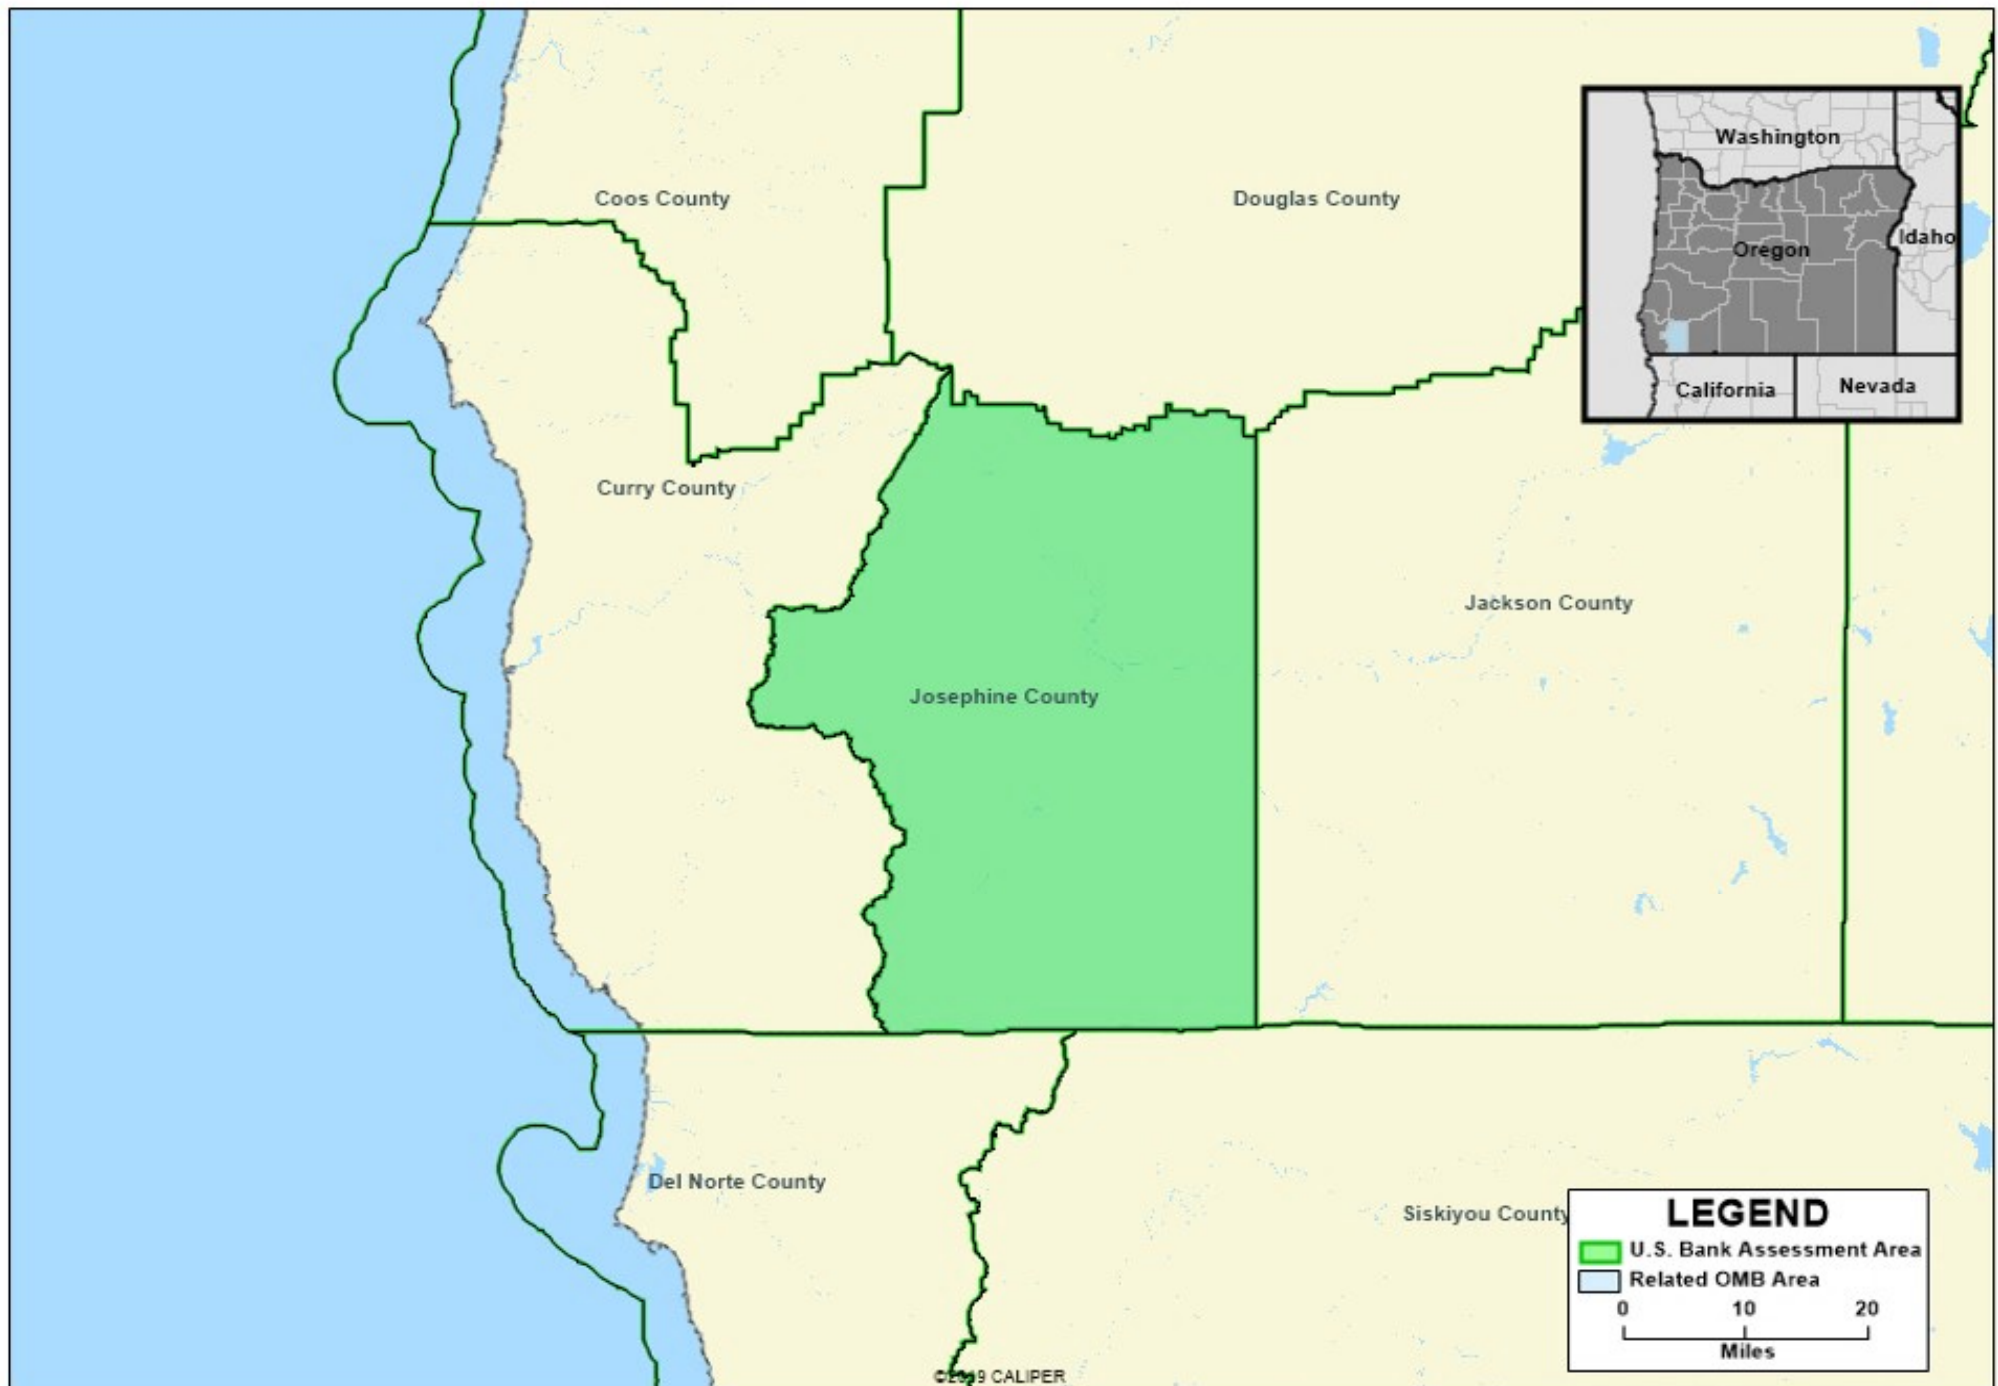 Washington
Coos County
Douglas County
Idaho
Oregon
California
Nevada
Curry County
Jackson County
Josephine County
Del Norte County
Siskiyou County
LEGEND
U.S. Bank Assessment Area
Related OMB Area
0 10 20
Miles
CALIPER